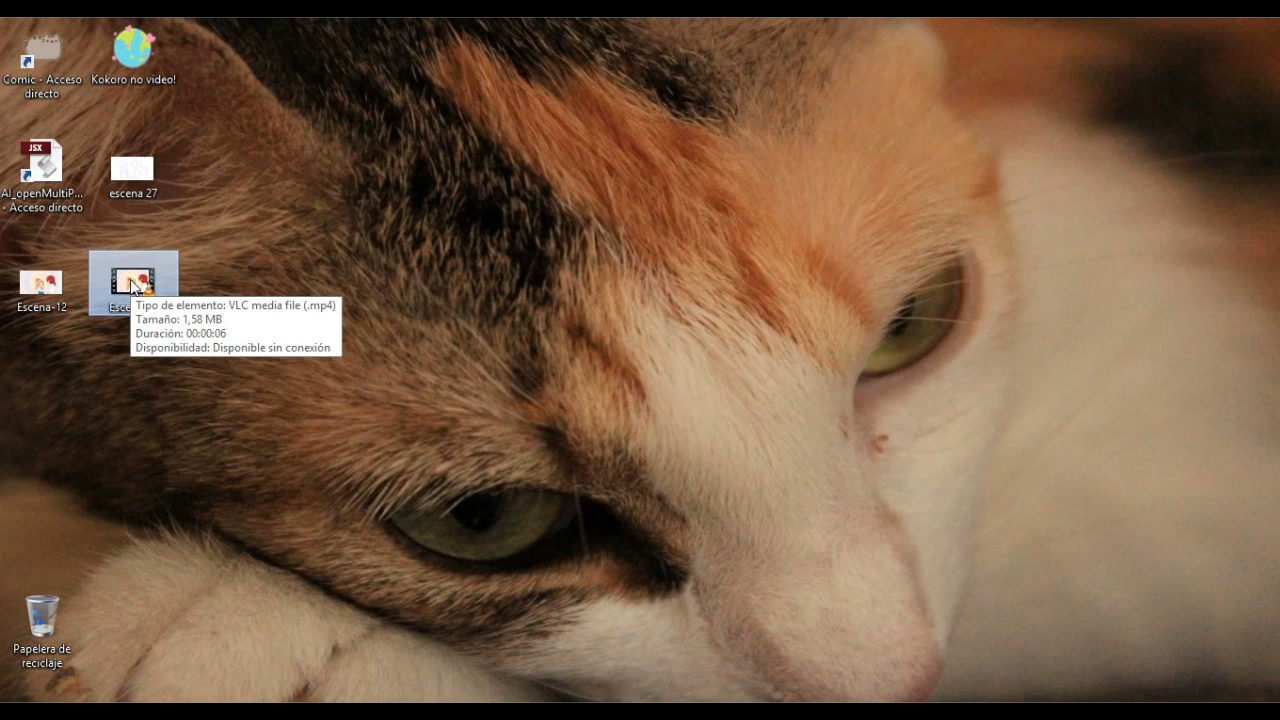 Comic - Acceso
directo
Kokoro no video!
JSX
AI_openMultiP...
- Acceso directo
escena 27
Escena-12
Esce
Tipo de elemento: VLC media file (.mp4)
Tamaño: 1,58 MB
Duración: 00:00:06
Disponibilidad: Disponible sin conexión
Papelera de
reciclaje